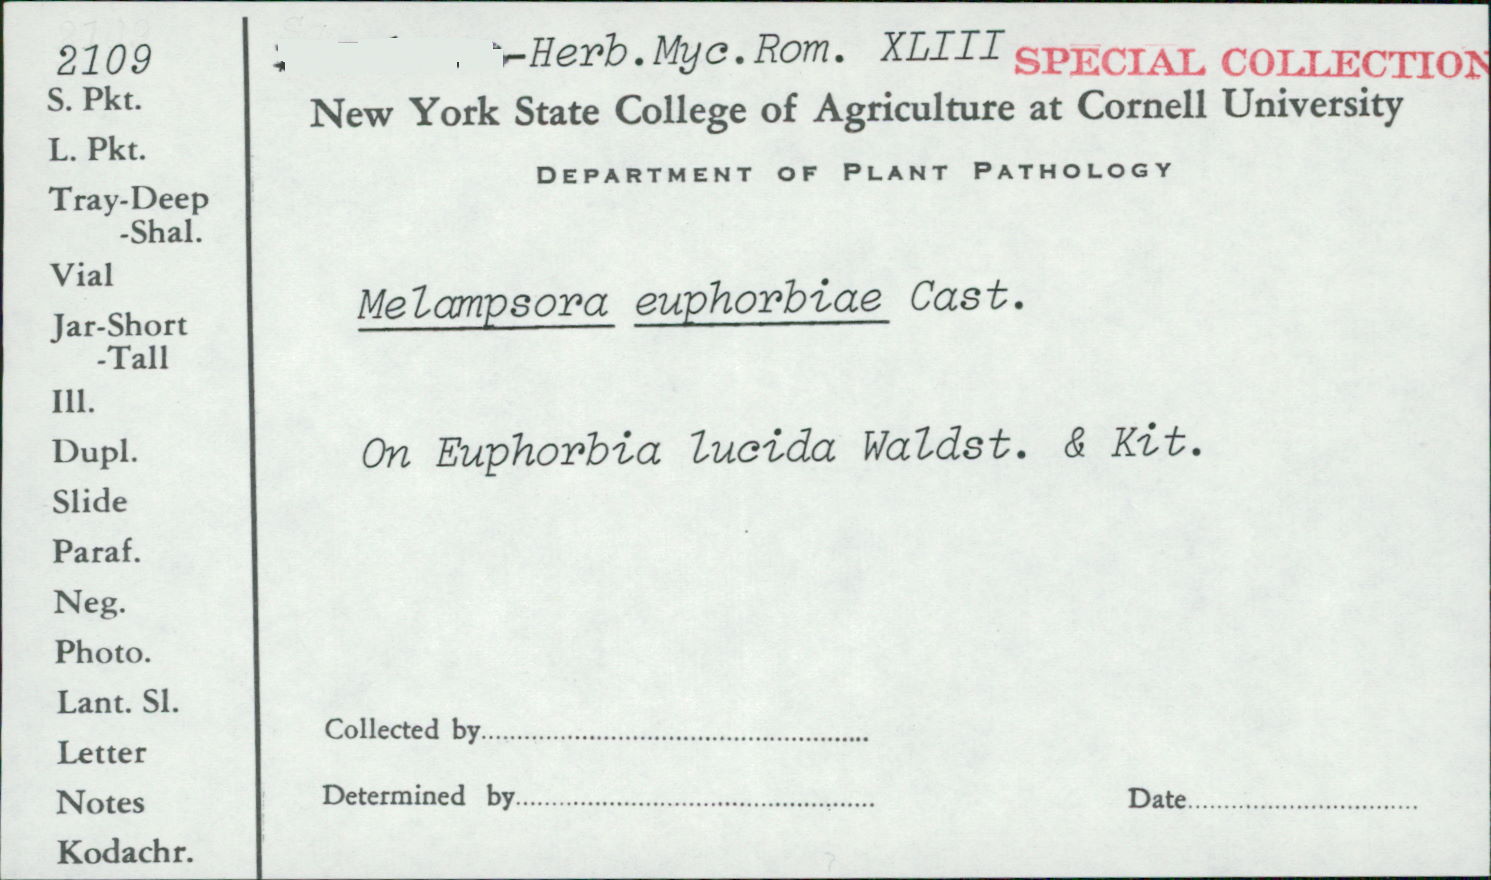 2109
-Herb.Myc.Rom. XLIII
SPECIAL COLLECTION
New York State College of Agriculture at Cornell University
DEPARTMENT OF PLANT PATHOLOGY
S. Pkt.
L. Pkt.
Tray-Deep
-Shal.
Vial
Jar-Short
-Tall
Ill.
Dupl.
Slide
Paraf.
Neg.
Photo.
Lant. Sl.
Letter
Notes
Kodachr.
Melampsora euphorbiae Cast.
On Euphorbia lucida Waldst. & Kit.
Collected by
Determined by
Date